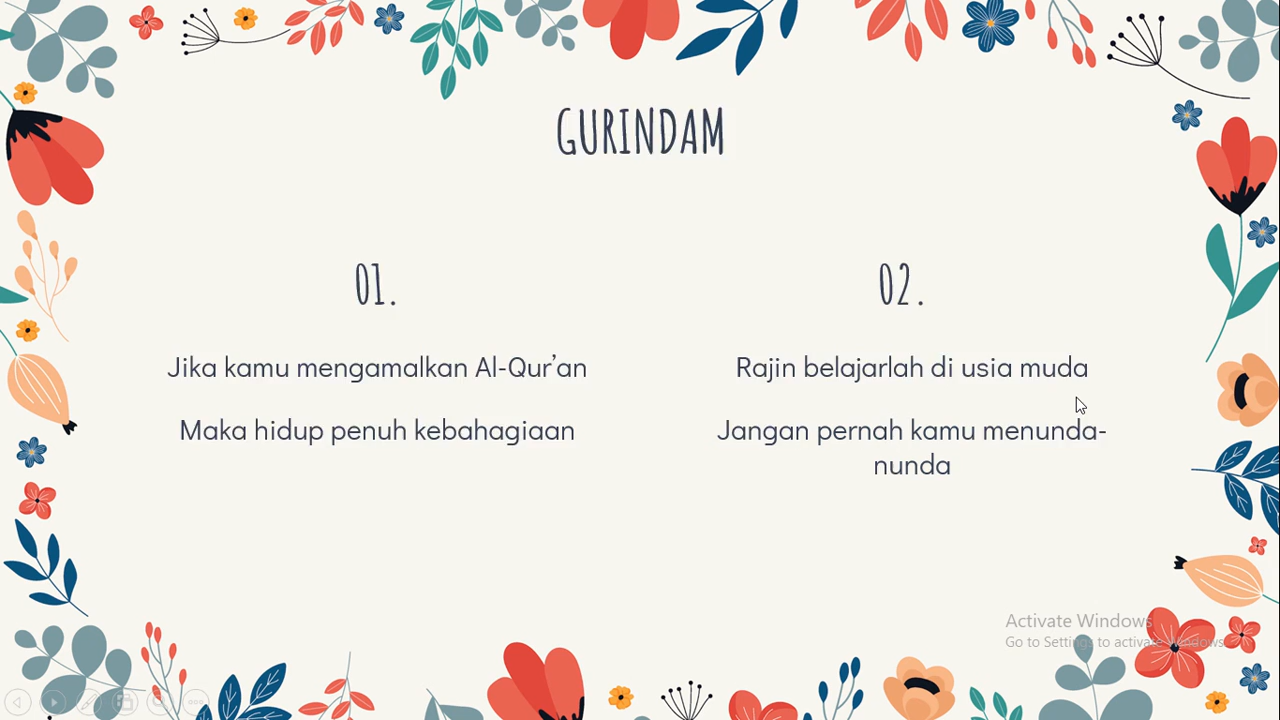 GURINDAM
01.
Jika kamu mengamalkan Al-Qur’an
Maka hidup penuh kebahagiaan
02.
Rajin belajarlah di usia muda
Jangan pernah kamu menunda-
nunda
Activate Windows
Go to Settings to activate Windows.